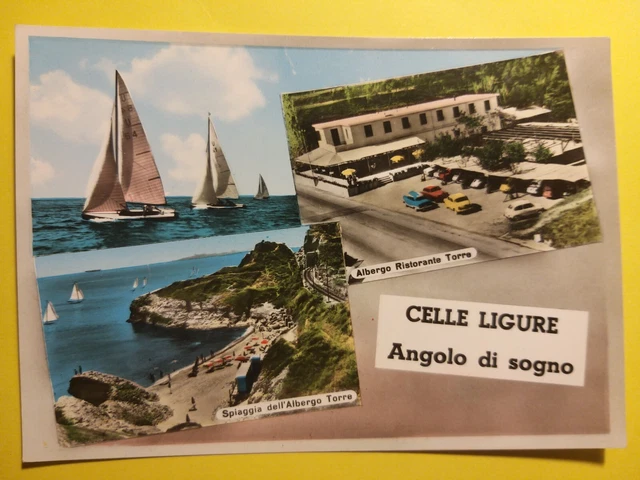 Albergo Ristorante Torre
CELLE LIGURE
Angolo di sogno
Spiaggia dell'Albergo Torre